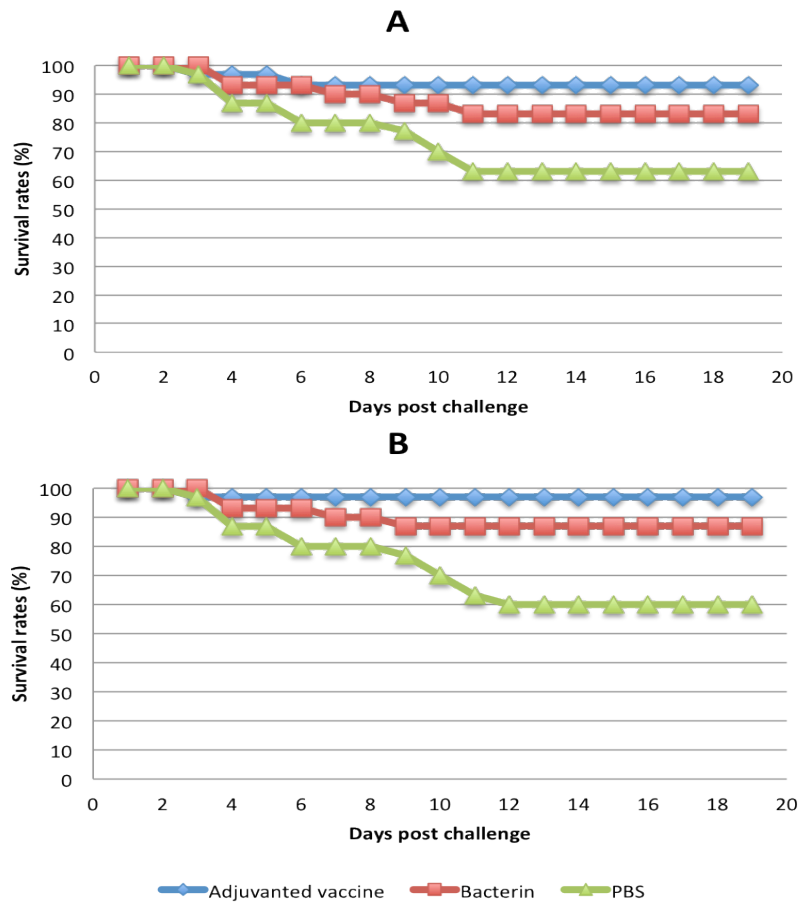 A
Survival rates (%)
100
90
80
70
60
50
40
30
20
10
0
0 2 4 6 8 10 12 14 16 18 20
Days post challenge
B
Survival rates (%)
100
90
80
70
60
50
40
30
20
10
0
0 2 4 6 8 10 12 14 16 18 20
Days post challenge
Adjuvanted vaccine Bacterin PBS